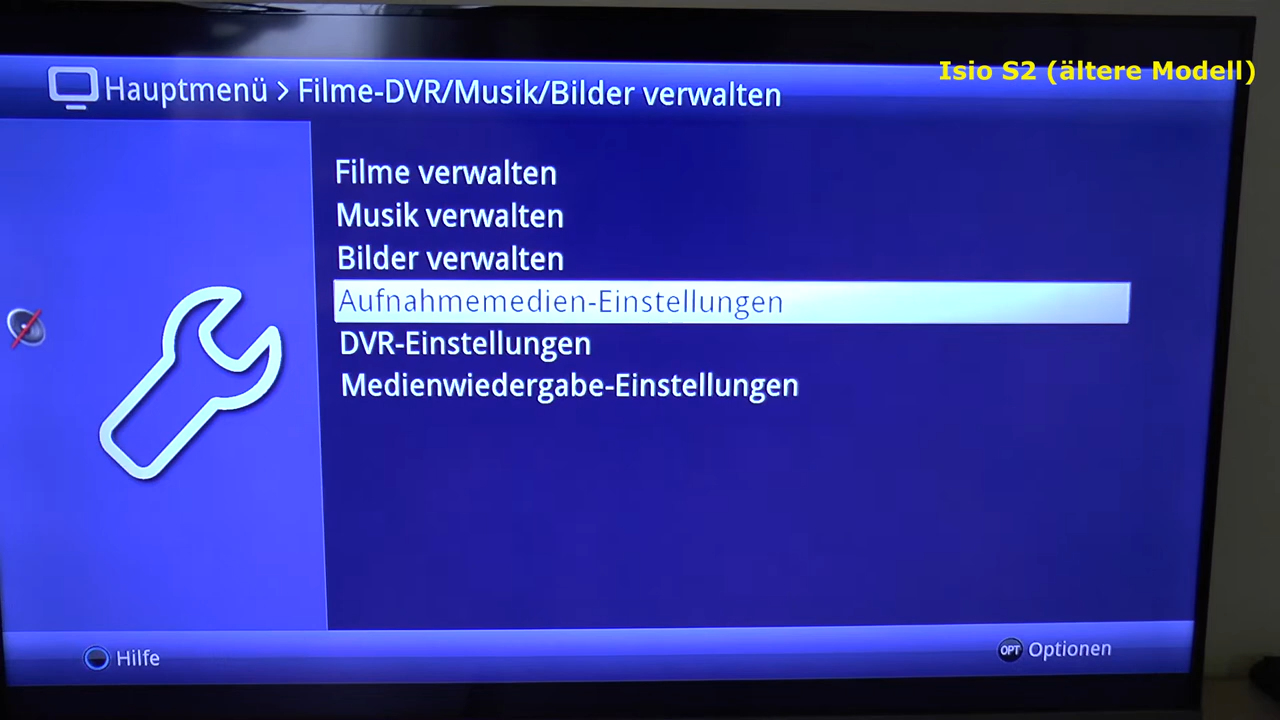 Isio S2 (ältere Modell)
Hauptmenü > Filme-DVR/Musik/Bilder verwalten
Filme verwalten
Musik verwalten
Bilder verwalten
Aufnahmemedien-Einstellungen
DVR-Einstellungen
Medienwiedergabe-Einstellungen
Hilfe
OPT Optionen